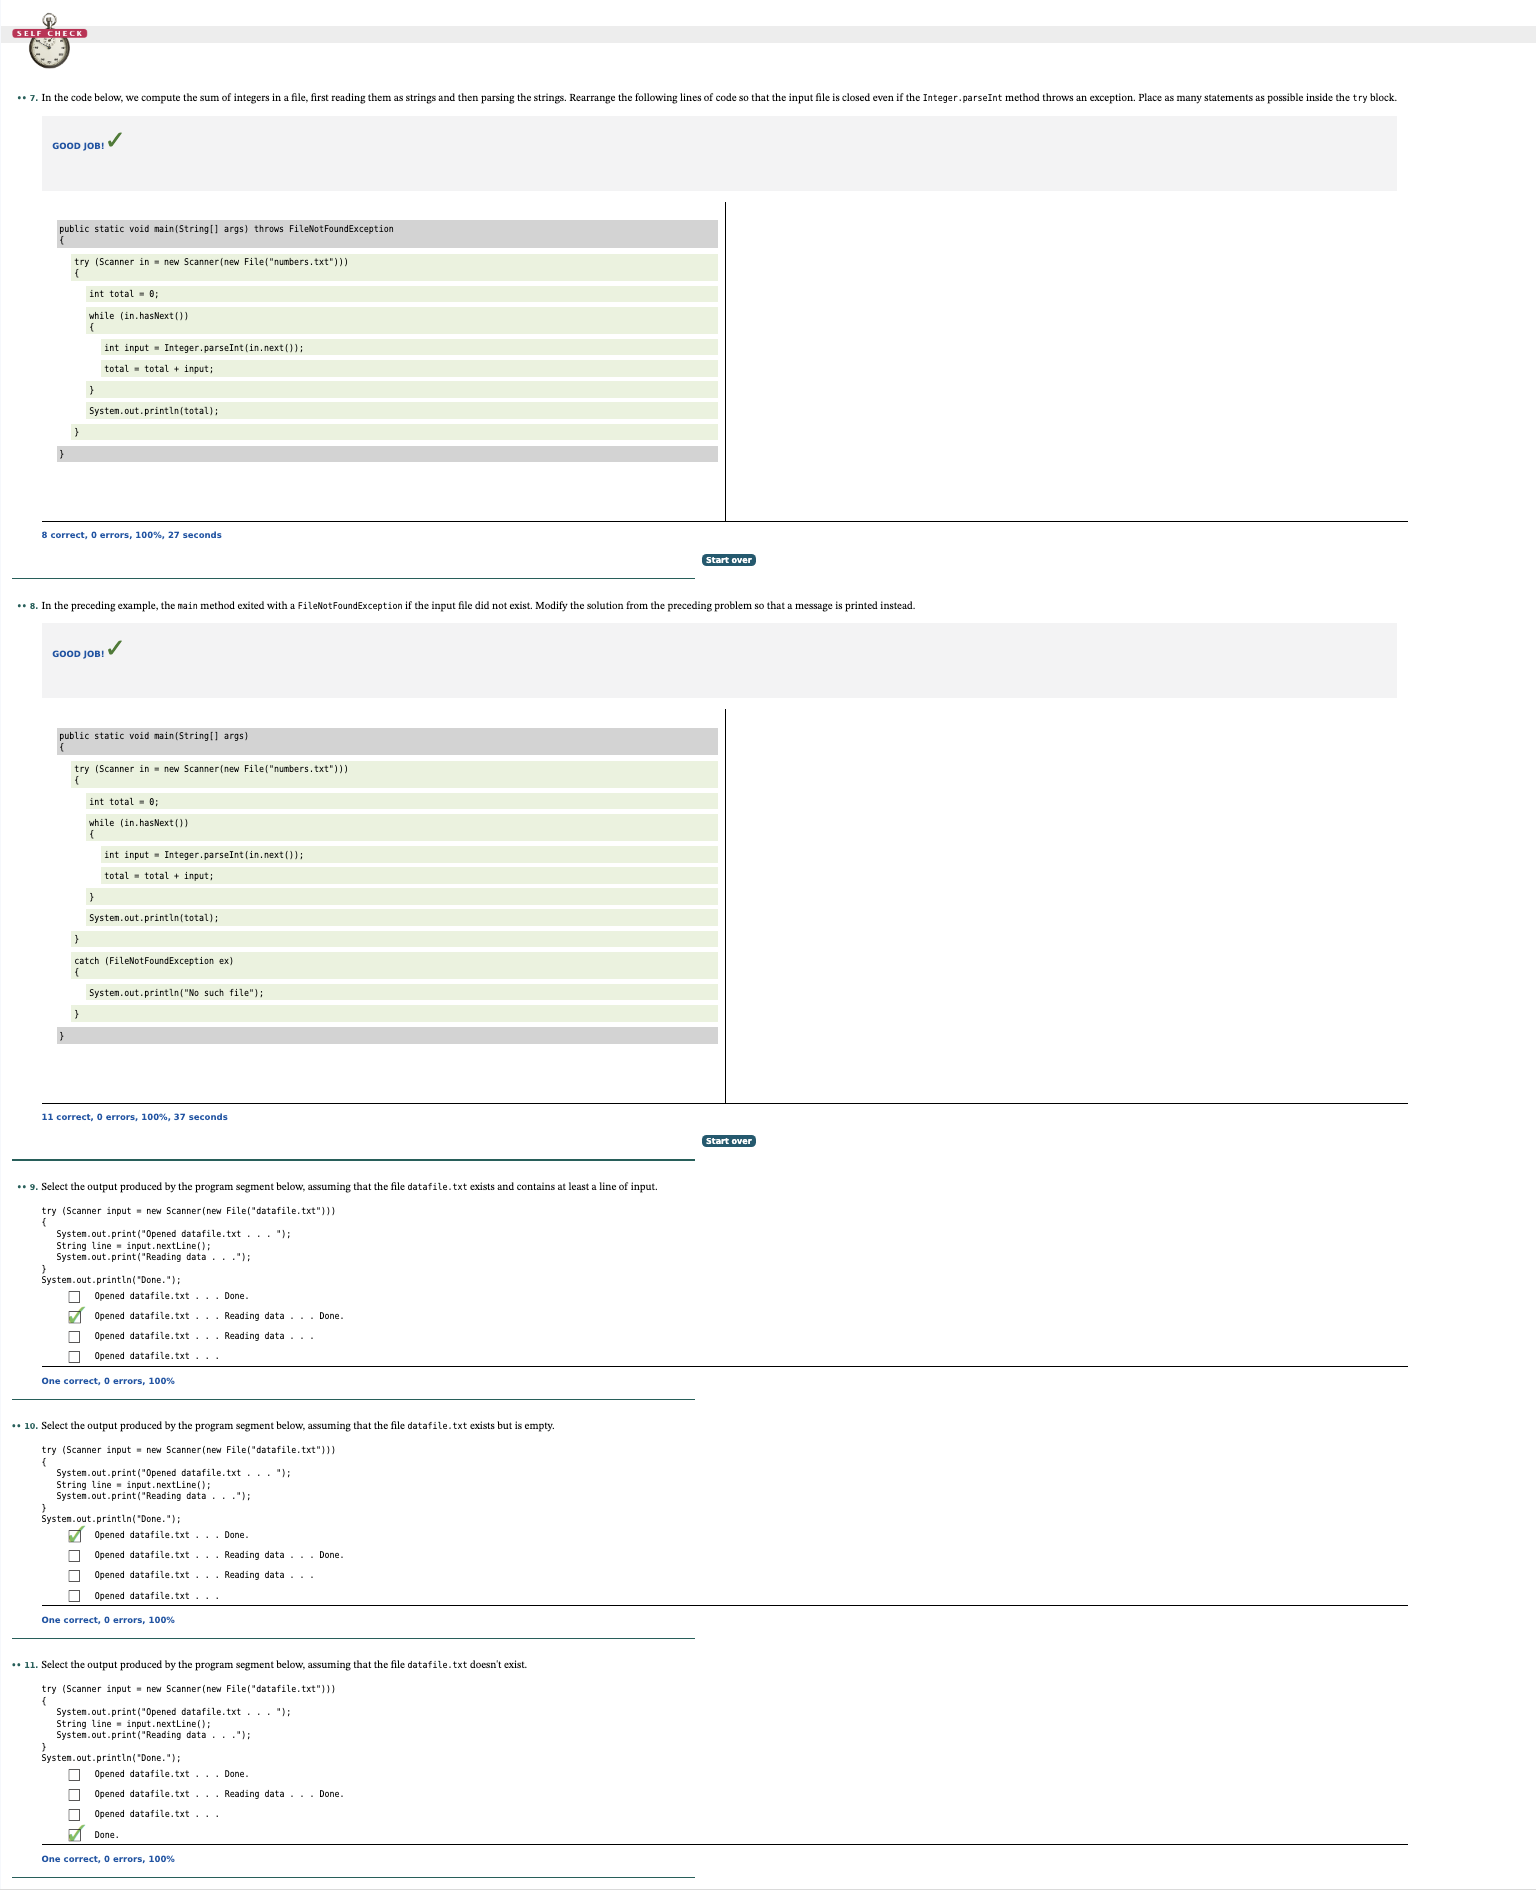 SELF CHECK
•• 7. In the code below, we compute the sum of integers in a file, first reading them as strings and then parsing the strings. Rearrange the following lines of code so that the input file is closed even if the Integer.parseInt method throws an exception. Place as many statements as possible inside the try block.
GOOD JOB! ✓
public static void main(String[] args) throws FileNotFoundException
{
try (Scanner in = new Scanner(new File("numbers.txt")))
{
int total = 0;
while (in.hasNext())
{
int input = Integer.parseInt(in.next());
total = total + input;
}
System.out.println(total);
}
}
8 correct, 0 errors, 100%, 27 seconds
Start over
•• 8. In the preceding example, the main method exited with a FileNotFoundException if the input file did not exist. Modify the solution from the preceding problem so that a message is printed instead.
GOOD JOB! ✓
public static void main(String[] args)
{
try (Scanner in = new Scanner(new File("numbers.txt")))
{
int total = 0;
while (in.hasNext())
{
int input = Integer.parseInt(in.next());
total = total + input;
}
System.out.println(total);
}
catch (FileNotFoundException ex)
{
System.out.println("No such file");
}
}
11 correct, 0 errors, 100%, 37 seconds
Start over
•• 9. Select the output produced by the program segment below, assuming that the file datafile.txt exists and contains at least a line of input.
try (Scanner input = new Scanner(new File("datafile.txt")))
{
System.out.print("Opened datafile.txt . . . ");
String line = input.nextLine();
System.out.print("Reading data . . .");
}
System.out.println("Done.");
Opened datafile.txt . . . Done.
Opened datafile.txt . . . Reading data . . . Done.
Opened datafile.txt . . . Reading data . . .
Opened datafile.txt . . .
One correct, 0 errors, 100%
•• 10. Select the output produced by the program segment below, assuming that the file datafile.txt exists but is empty.
try (Scanner input = new Scanner(new File("datafile.txt")))
{
System.out.print("Opened datafile.txt . . . ");
String line = input.nextLine();
System.out.print("Reading data . . .");
}
System.out.println("Done.");
Opened datafile.txt . . . Done.
Opened datafile.txt . . . Reading data . . . Done.
Opened datafile.txt . . . Reading data . . .
Opened datafile.txt . . .
One correct, 0 errors, 100%
•• 11. Select the output produced by the program segment below, assuming that the file datafile.txt doesn't exist.
try (Scanner input = new Scanner(new File("datafile.txt")))
{
System.out.print("Opened datafile.txt . . . ");
String line = input.nextLine();
System.out.print("Reading data . . .");
}
System.out.println("Done.");
Opened datafile.txt . . . Done.
Opened datafile.txt . . . Reading data . . . Done.
Opened datafile.txt . . .
Done.
One correct, 0 errors, 100%